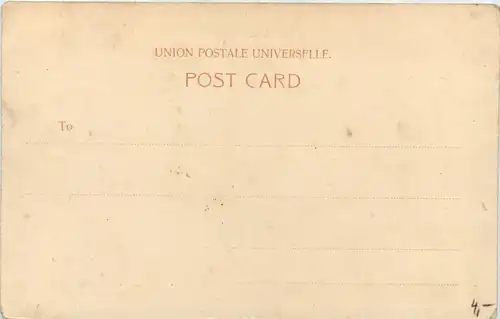 UNION POSTALE UNIVERSELLE.
POST CARD
To
4,-